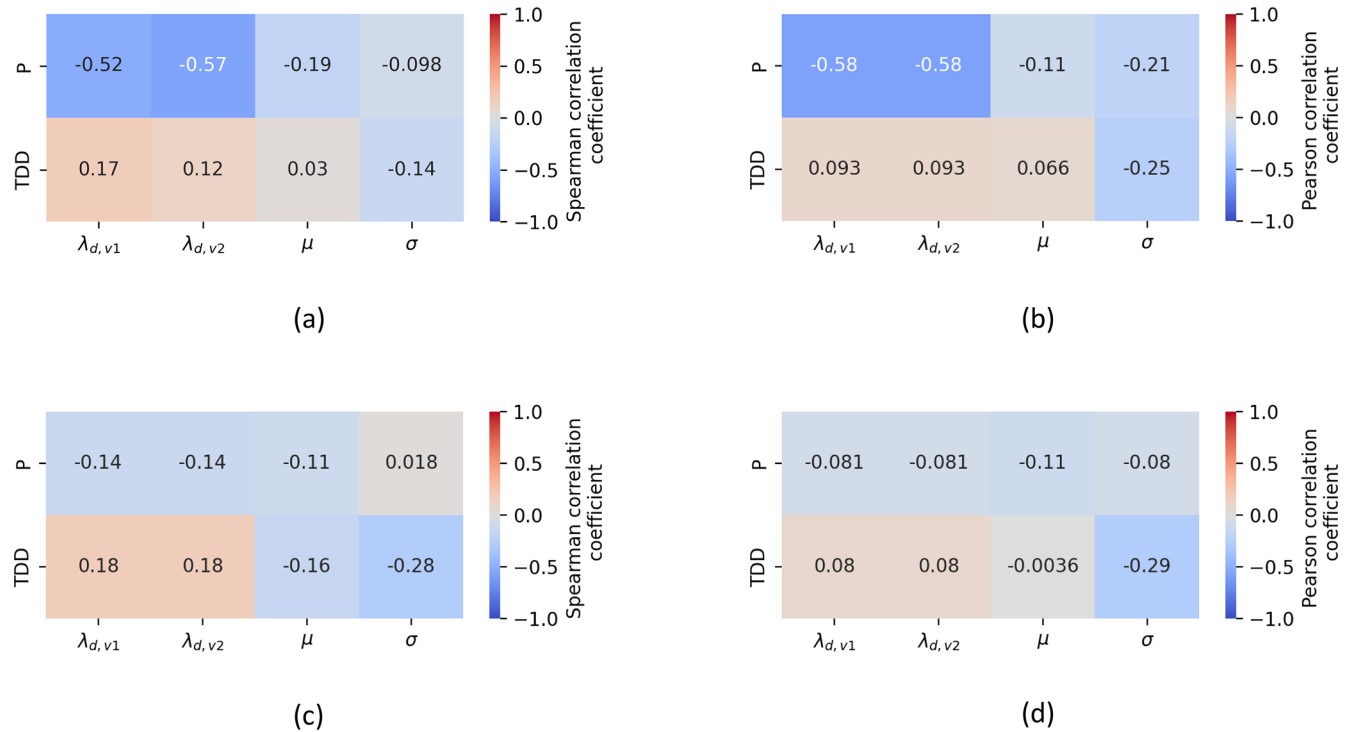 P -0.52 -0.57 -0.19 -0.098
TDD 0.17 0.12 0.03 -0.14
λd,v1 λd,v2 μ σ
1.0
0.5
0.0
−0.5
−1.0
Spearman correlation
coefficient
(a)
P -0.58 -0.58 -0.11 -0.21
TDD 0.093 0.093 0.066 -0.25
λd,v1 λd,v2 μ σ
1.0
0.5
0.0
−0.5
−1.0
Pearson correlation
coefficient
(b)
P -0.14 -0.14 -0.11 0.018
TDD 0.18 0.18 -0.16 -0.28
λd,v1 λd,v2 μ σ
1.0
0.5
0.0
−0.5
−1.0
Spearman correlation
coefficient
(c)
P -0.081 -0.081 -0.11 -0.08
TDD 0.08 0.08 -0.0036 -0.29
λd,v1 λd,v2 μ σ
1.0
0.5
0.0
−0.5
−1.0
Pearson correlation
coefficient
(d)